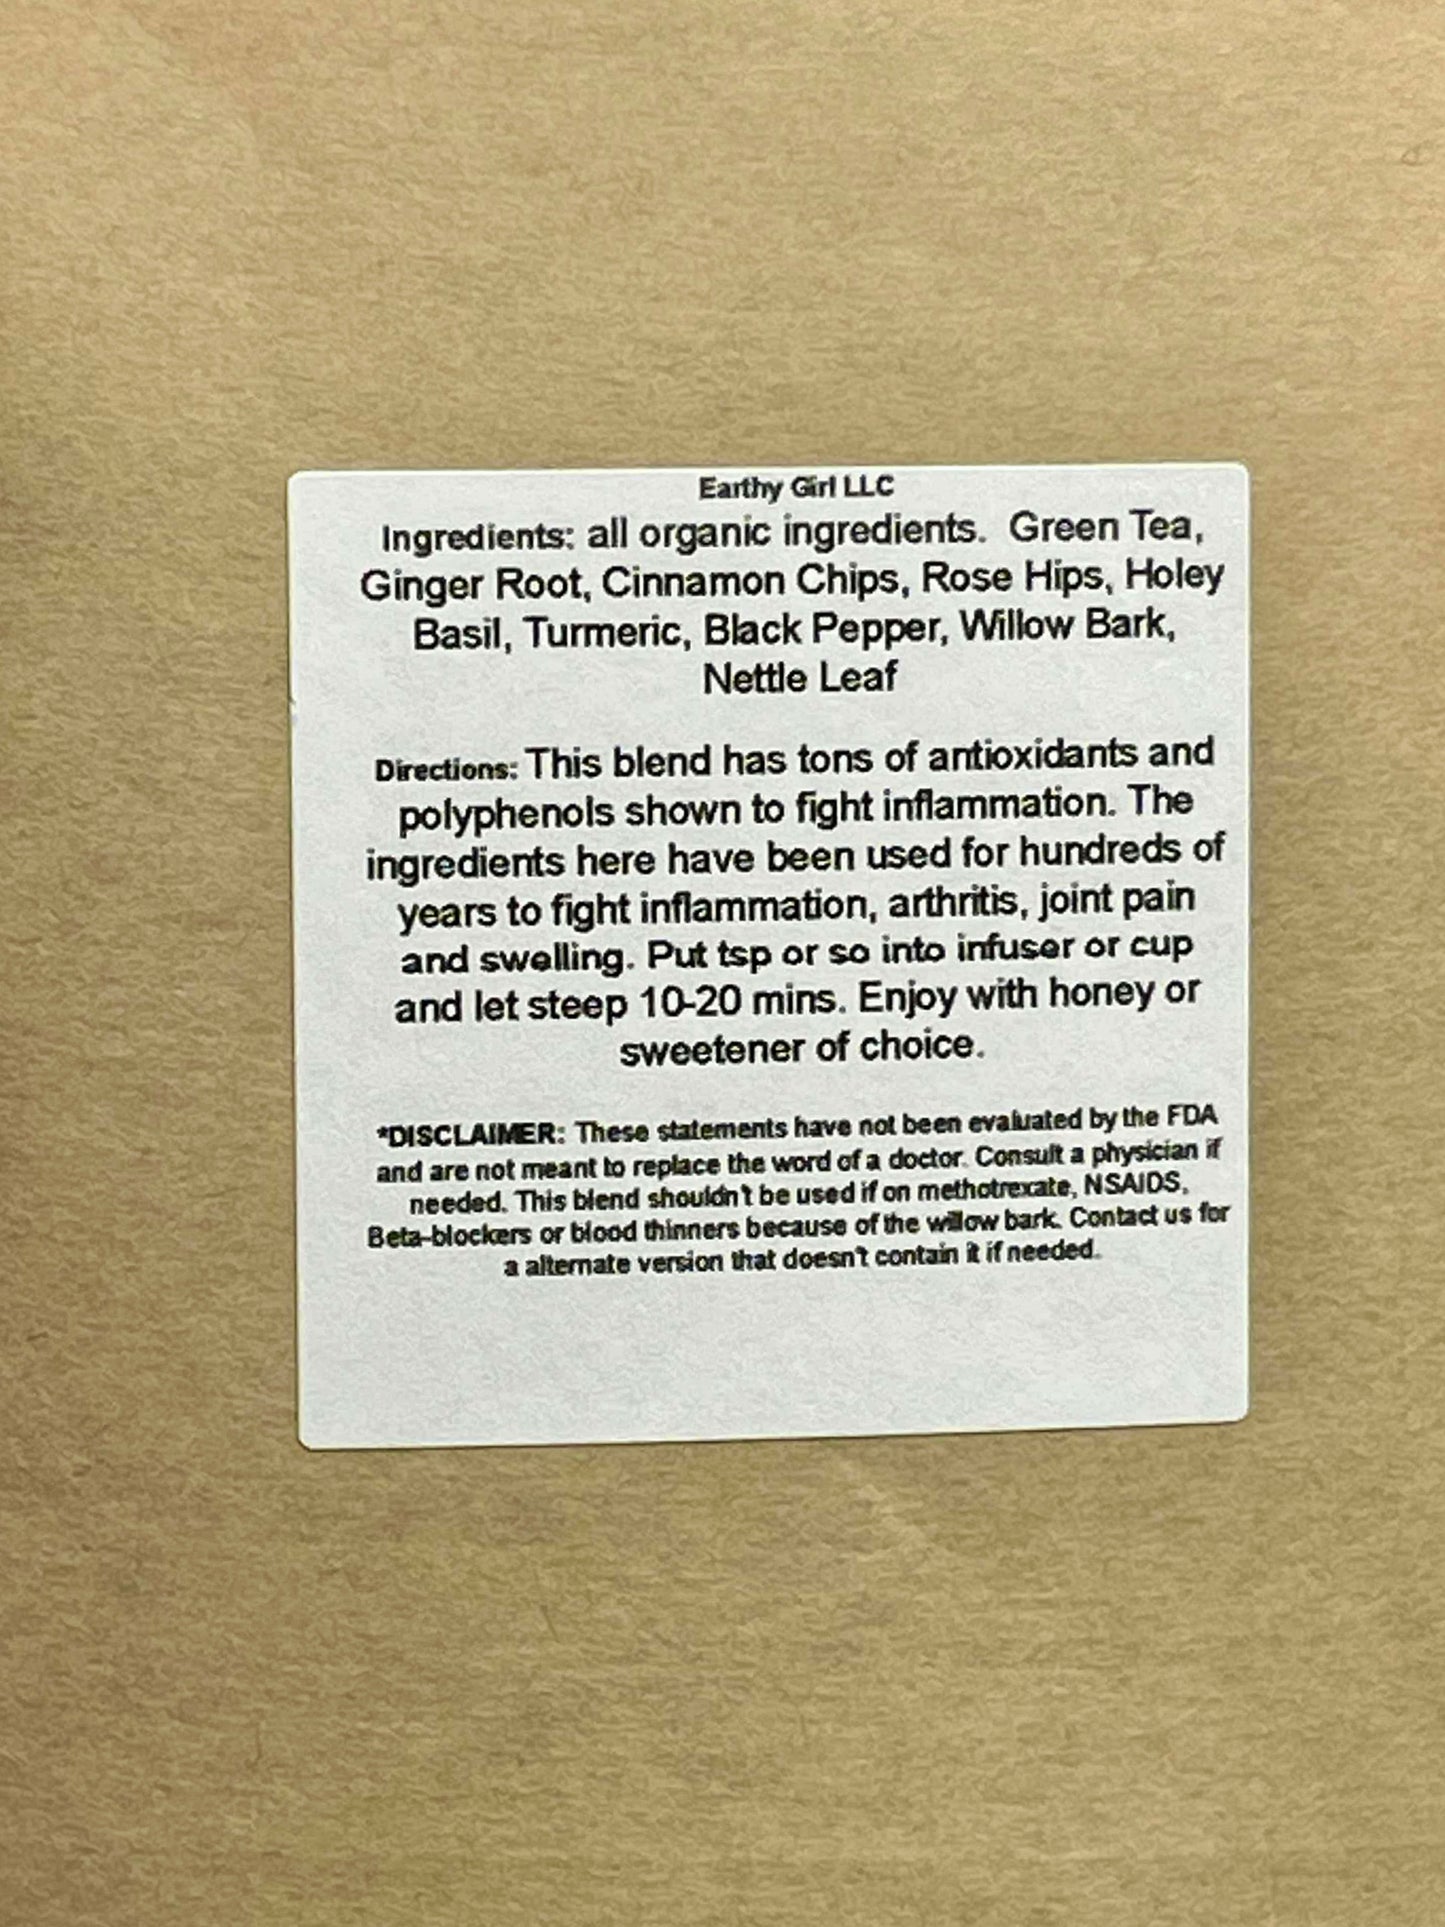 Earthy Girl LLC
Ingredients: all organic ingredients. Green Tea,
Ginger Root, Cinnamon Chips, Rose Hips, Holey
Basil, Turmeric, Black Pepper, Willow Bark,
Nettle Leaf
Directions: This blend has tons of antioxidants and
polyphenols shown to fight inflammation. The
ingredients here have been used for hundreds of
years to fight inflammation, arthritis, joint pain
and swelling. Put tsp or so into infuser or cup
and let steep 10-20 mins. Enjoy with honey or
sweetener of choice.
*DISCLAIMER: These statements have not been evaluated by the FDA
and are not meant to replace the word of a doctor. Consult a physician if
needed. This blend shouldn't be used if on methotrexate, NSAIDS,
Beta-blockers or blood thinners because of the willow bark. Contact us for
a alternate version that doesn't contain it if needed.